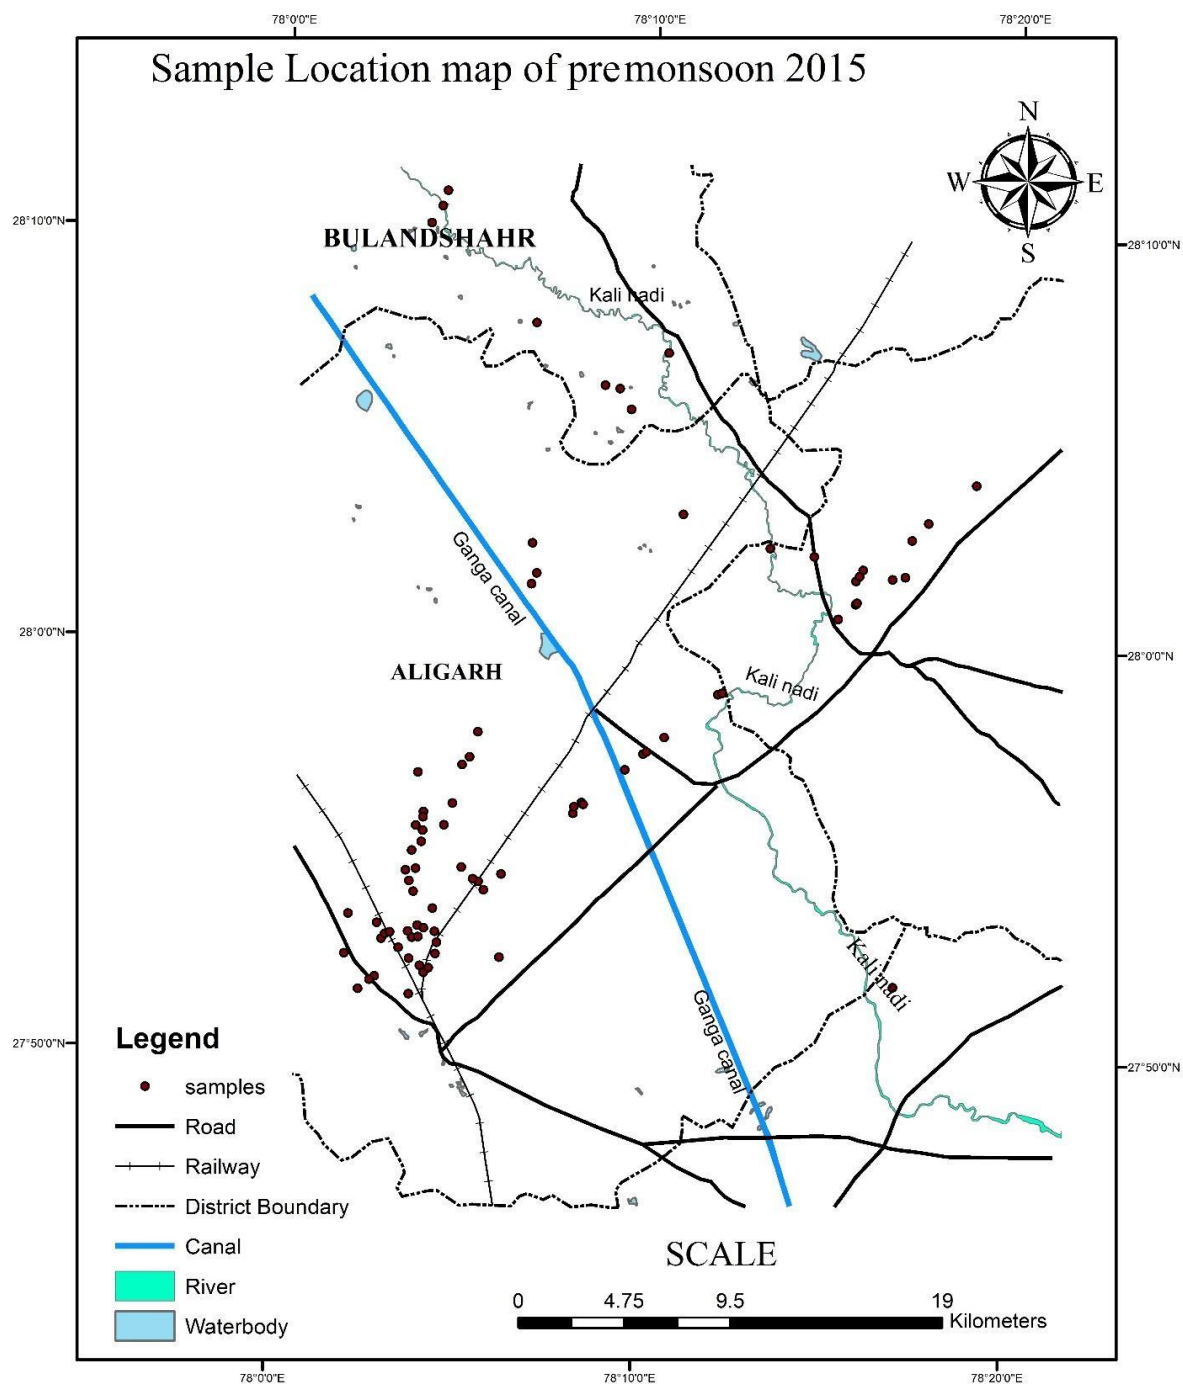 78°0'0"E 78°10'0"E 78°20'0"E
Sample Location map of premonsoon 2015
N
W E
S
28°10'0"N
28°10'0"N
BULANDSHAHR
Kali nadi
Ganga canal
28°0'0"N
28°0'0"N
ALIGARH
Kali nadi
Kali nadi
Ganga canal
27°50'0"N
27°50'0"N
Legend
samples
Road
Railway
District Boundary
Canal
River
Waterbody
SCALE
0 4.75 9.5 19
Kilometers
78°0'0"E 78°10'0"E 78°20'0"E